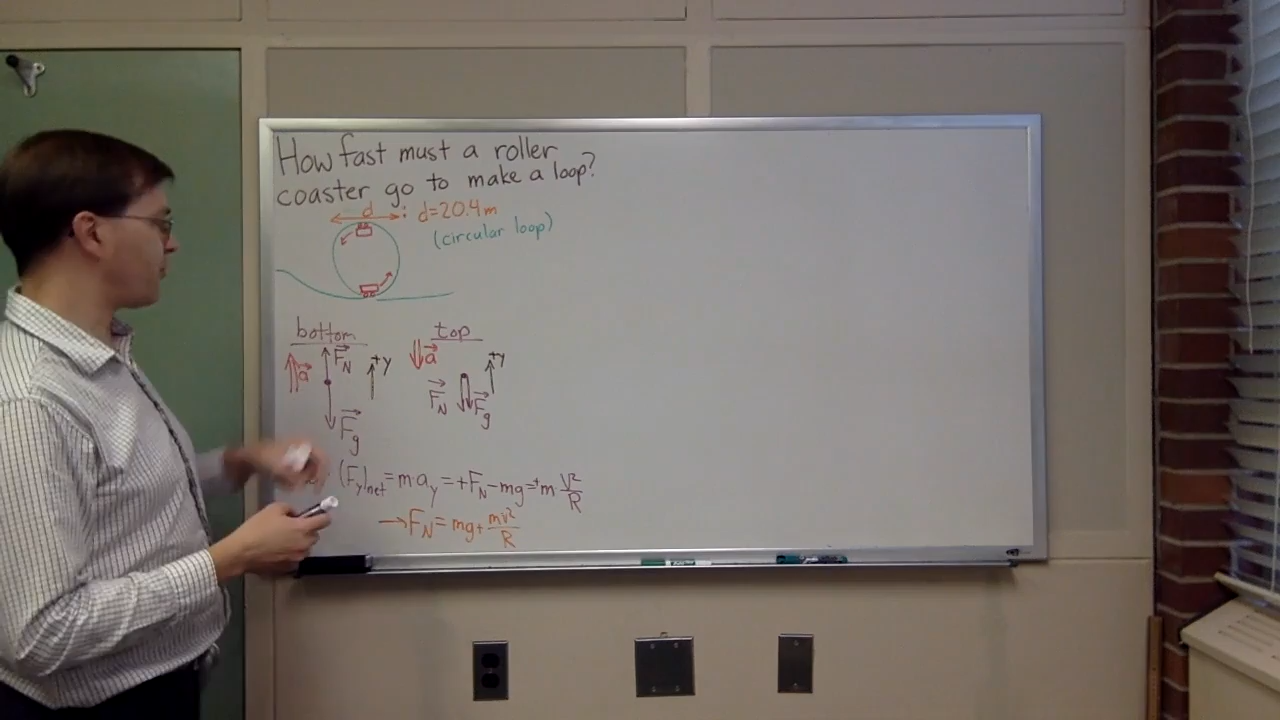 How fast must a roller
coaster go to make a loop?
d : d=20.4m
(circular loop)
bottom
top
a
F_N
+y
F_g
a
+y
F_N
F_g
(F_y)_net = ma_y = +F_N - mg = +m v²/R
→ F_N = mg + mv²/R